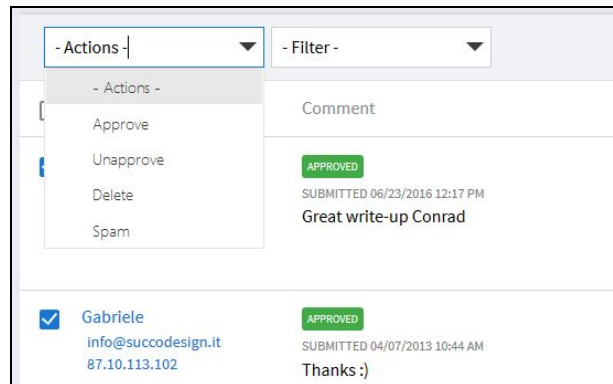 - Actions -
- Filter -
- Actions -
Approve
Unapprove
Delete
Spam
Comment
APPROVED
SUBMITTED 06/23/2016 12:17 PM
Great write-up Conrad
Gabriele
info@succodesign.it
87.10.113.102
APPROVED
SUBMITTED 04/07/2013 10:44 AM
Thanks :)